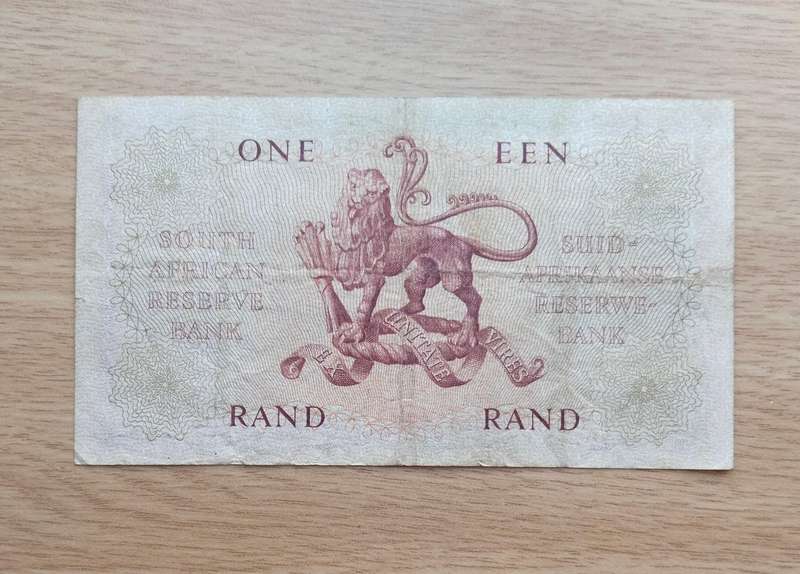 ONE EEN
SOUTH
AFRICAN
RESERVE
BANK
SUID-
AFRIKAANSE
RESERWE-
BANK
EX UNITATE VIRES
RAND RAND